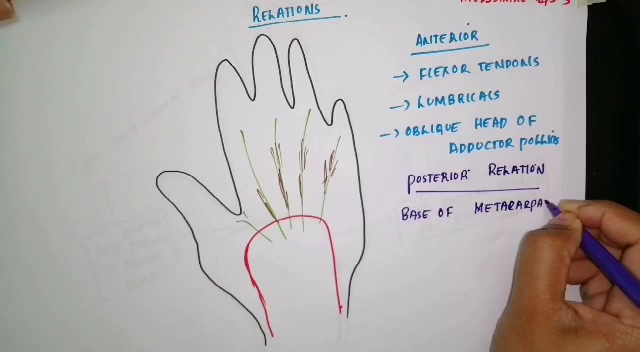 RELATIONS
ANTERIOR
→ FLEXOR TENDONS
→ LUMBRICALS
→ OBLIQUE HEAD OF
ADDUCTOR POLLICIS
POSTERIOR RELATION
BASE OF METACARPA